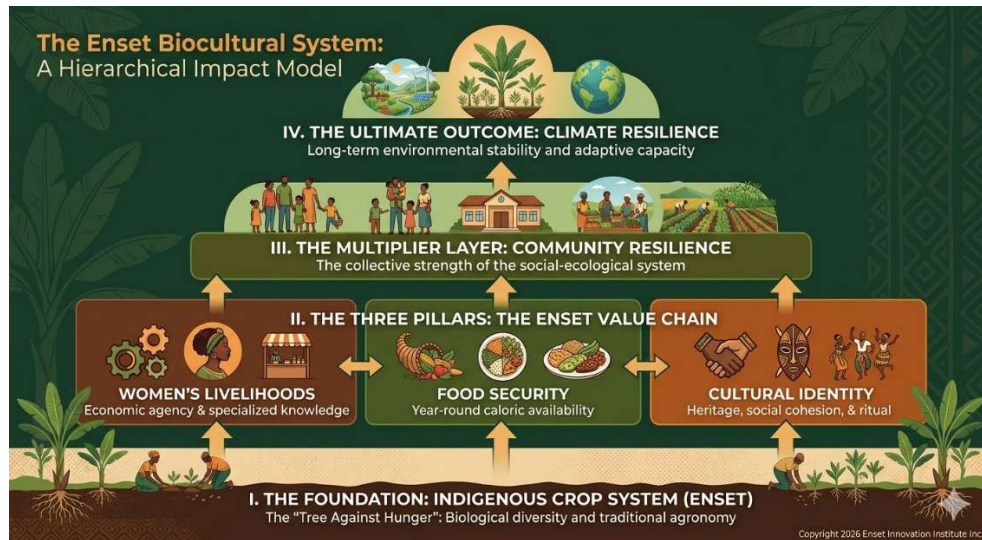 The Enset Biocultural System:
A Hierarchical Impact Model
IV. THE ULTIMATE OUTCOME: CLIMATE RESILIENCE
Long-term environmental stability and adaptive capacity
III. THE MULTIPLIER LAYER: COMMUNITY RESILIENCE
The collective strength of the social-ecological system
II. THE THREE PILLARS: THE ENSET VALUE CHAIN
WOMEN'S LIVELIHOODS
Economic agency & specialized knowledge
FOOD SECURITY
Year-round caloric availability
CULTURAL IDENTITY
Heritage, social cohesion, & ritual
I. THE FOUNDATION: INDIGENOUS CROP SYSTEM (ENSET)
The “Tree Against Hunger”: Biological diversity and traditional agronomy
Copyright 2026 Enset Innovation Institute Inc